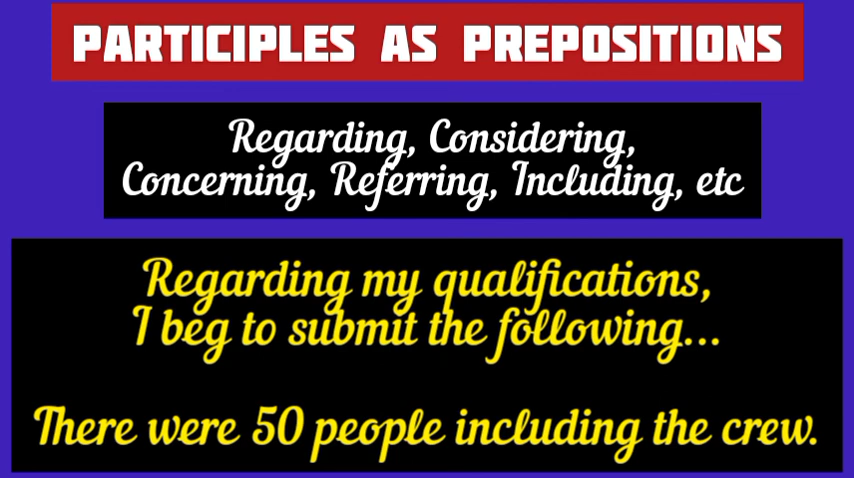 PARTICIPLES AS PREPOSITIONS
Regarding, Considering,
Concerning, Referring, Including, etc
Regarding my qualifications,
I beg to submit the following...
There were 50 people including the crew.